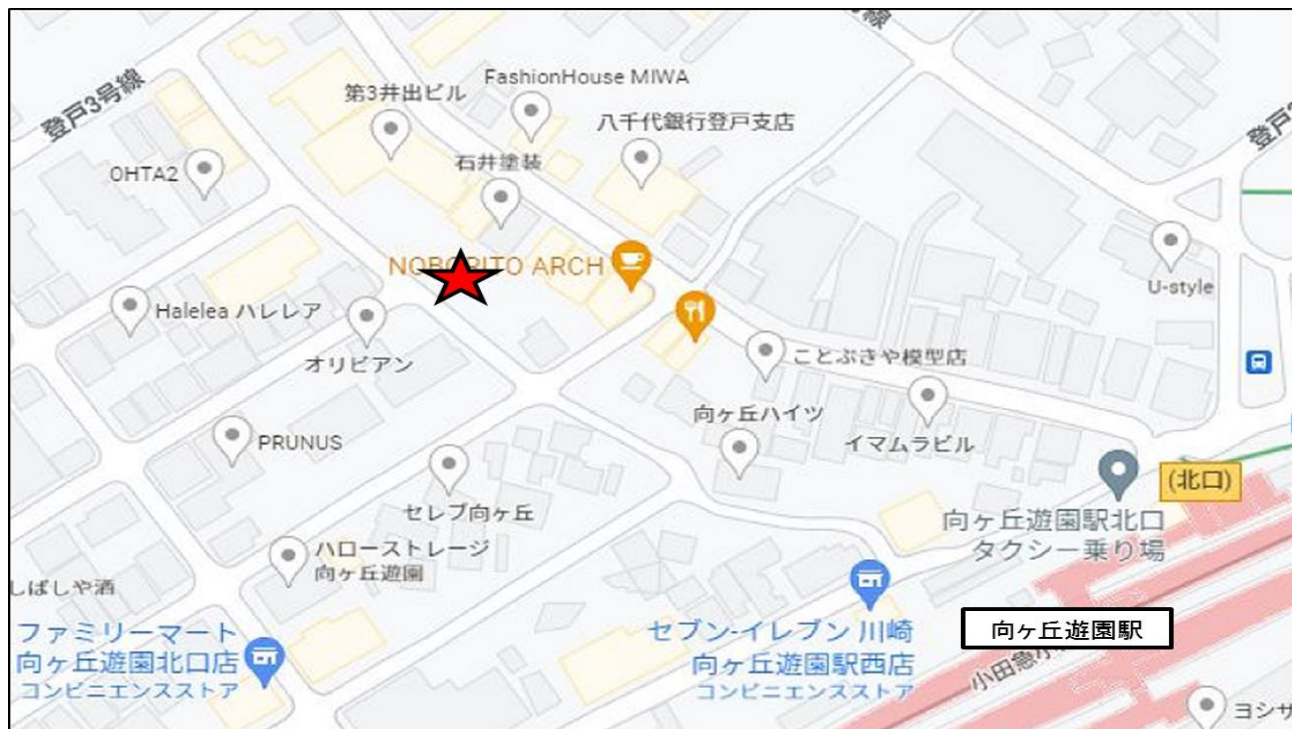 登戸3号線
FashionHouse MIWA
第3井出ビル
八千代銀行登戸支店
石井塗装
OHTA2
NOBORITO ARCH
U-style
Halelea ハレレア
オリビアン
ことぶきや模型店
向ケ丘ハイツ
イマムラビル
PRUNUS
セレブ向ヶ丘
(北口)
向ヶ丘遊園駅北口
タクシー乗り場
ハローストレージ
向ヶ丘遊園
しばしや酒
ファミリーマート
向ヶ丘遊園北口店
コンビニエンスストア
セブン-イレブン 川崎
向ヶ丘遊園駅西店
コンビニエンスストア
向ヶ丘遊園駅
小田急小
ヨシザ